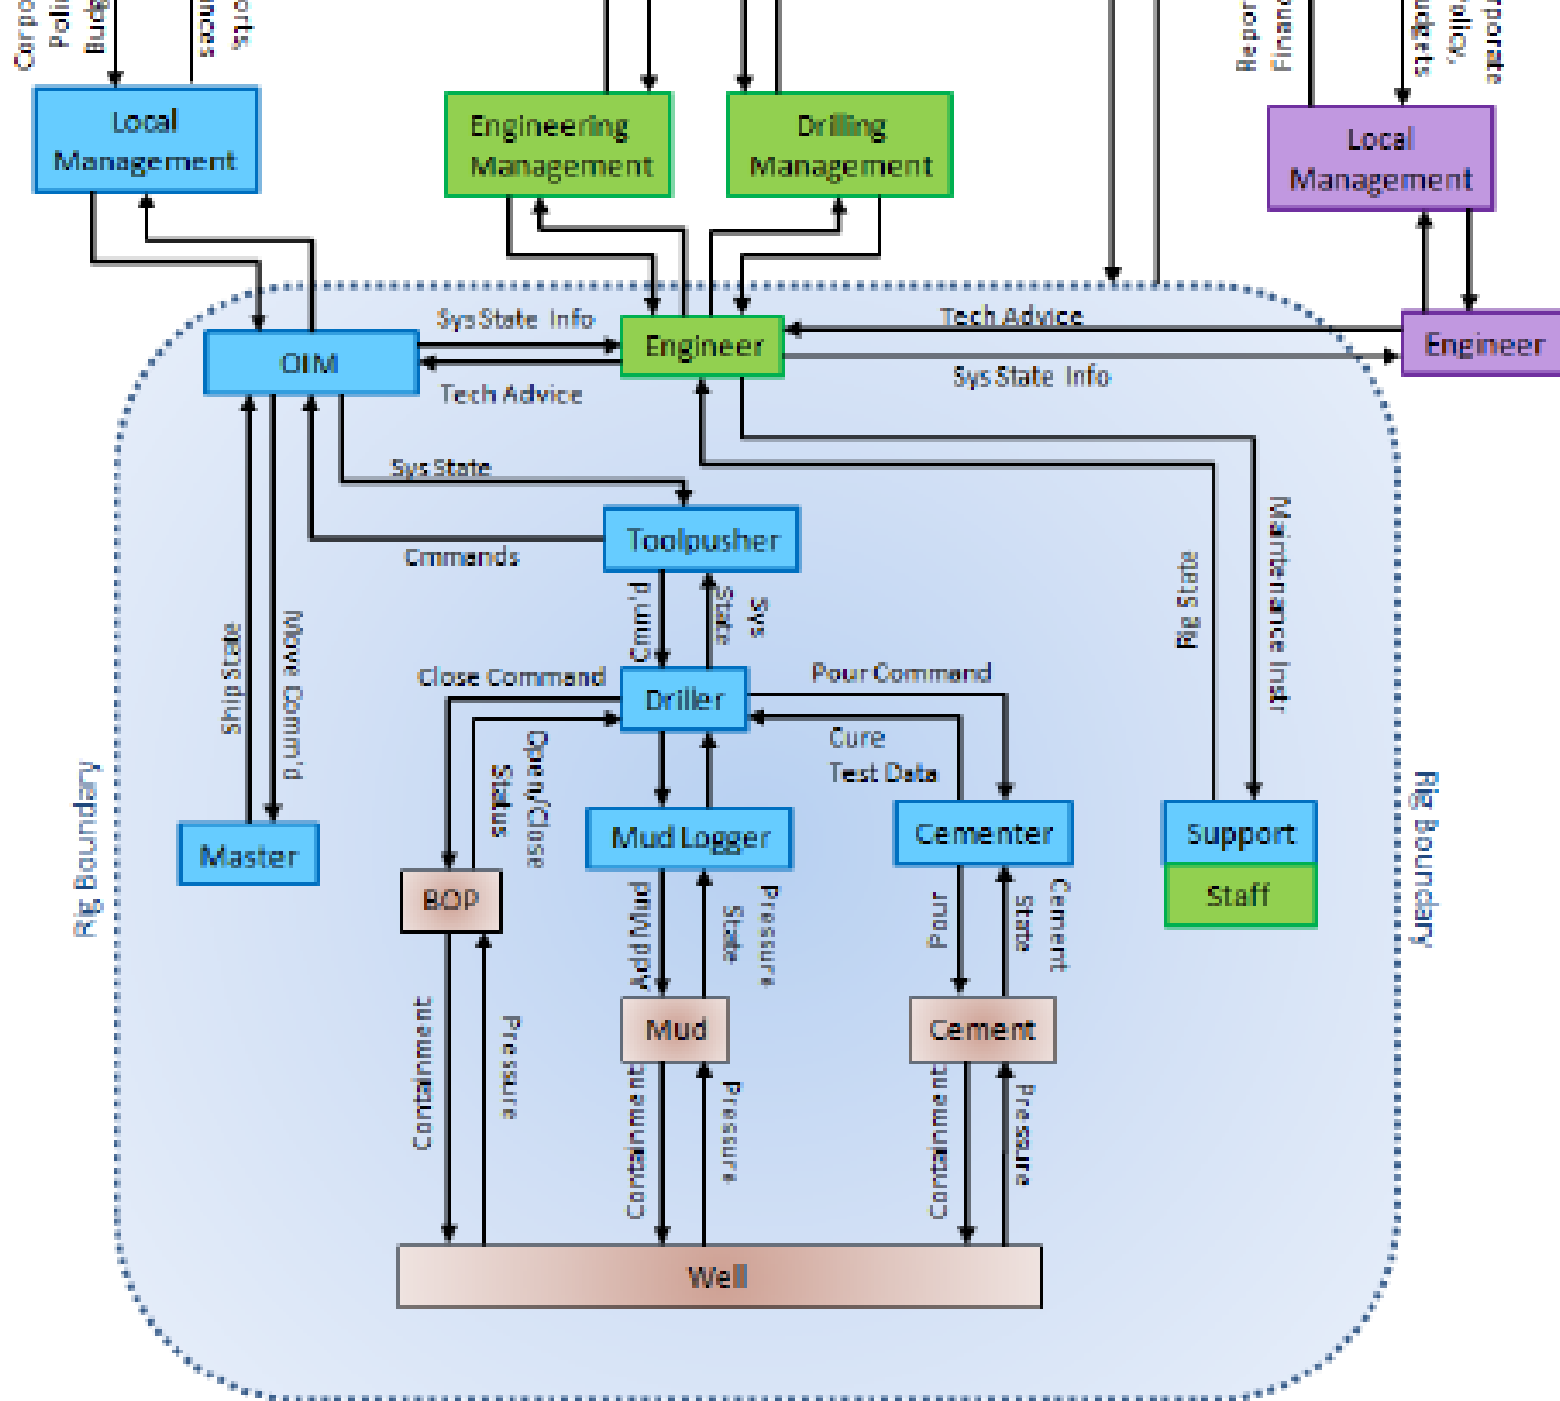 Local
Management
Engineering
Management
Drilling
Management
Local
Management
Sys State Info
Tech Advice
OIM
Engineer
Engineer
Tech Advice
Sys State Info
Sys State
Toolpusher
Cmmands
Cmm'd
Sys
State
Rig State
Maintenance Instr
Ship State
Move Comm'd
Close Command
Driller
Pour Command
Cure
Test Data
Open/Close
Status
Master
Mud Logger
Cementer
Support
Staff
BOP
Rig Boundary
Rig Boundary
Add Mud
Pressure
State
Pour
Cement
State
Mud
Cement
Containment
Pressure
Containment
Pressure
Containment
Pressure
Well